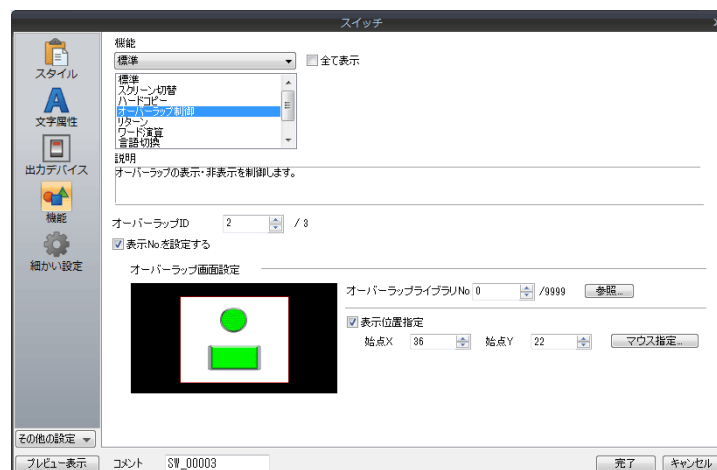 スイッチ
スタイル
文字属性
出力デバイス
機能
細かい設定
その他の設定
プレビュー表示
機能
標準
全て表示
標準
スクリーン切替
ハードコピー
オーバーラップ制御
リターン
ワード演算
言語切換
説明
オーバーラップの表示・非表示を制御します。
オーバーラップID 2 / 3
表示No.を設定する
オーバーラップ画面設定
オーバーラップライブラリNo 0 /9999 参照...
表示位置指定
始点X 36 始点Y 22 マウス指定...
コメント SW_00003
完了 キャンセル